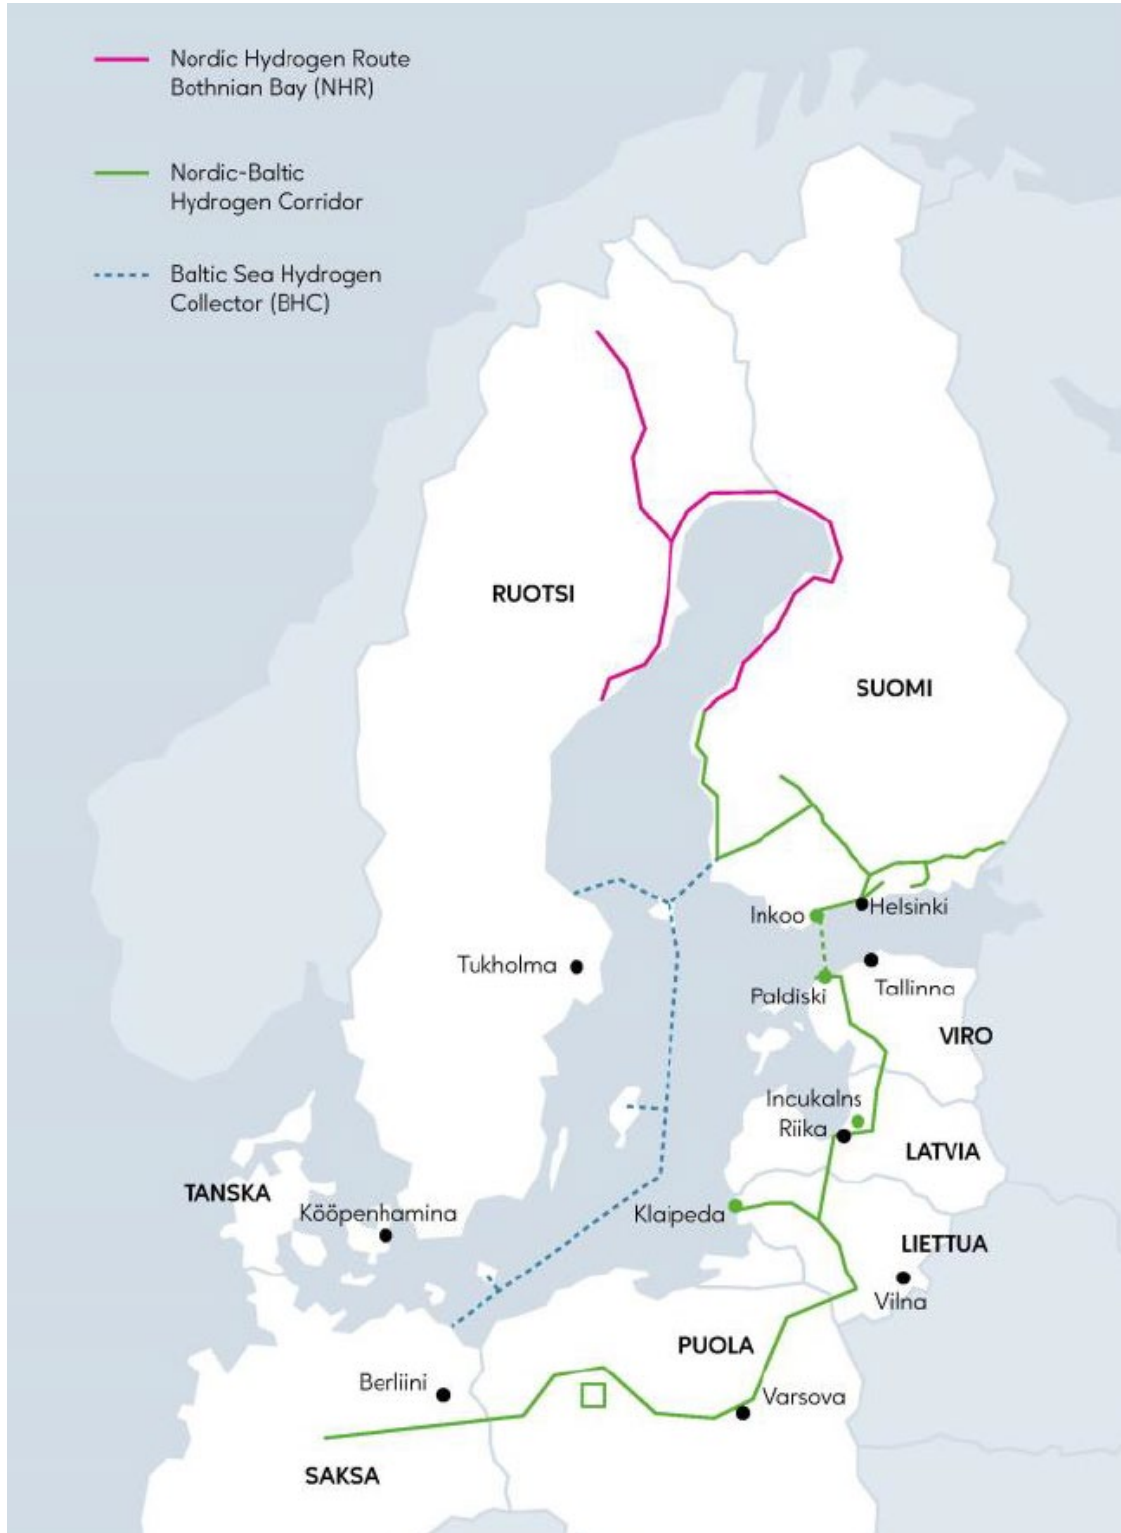 Nordic Hydrogen Route
Bothnian Bay (NHR)
Nordic-Baltic
Hydrogen Corridor
Baltic Sea Hydrogen
Collector (BHC)
RUOTSI
SUOMI
Inkoo
Helsinki
Tukholma
Tallinna
Paldiski
VIRO
Incukalns
Riika
LATVIA
TANSKA
Kööpenhamina
Klaipeda
LIETTUA
Vilna
PUOLA
Berliini
Varsova
SAKSA